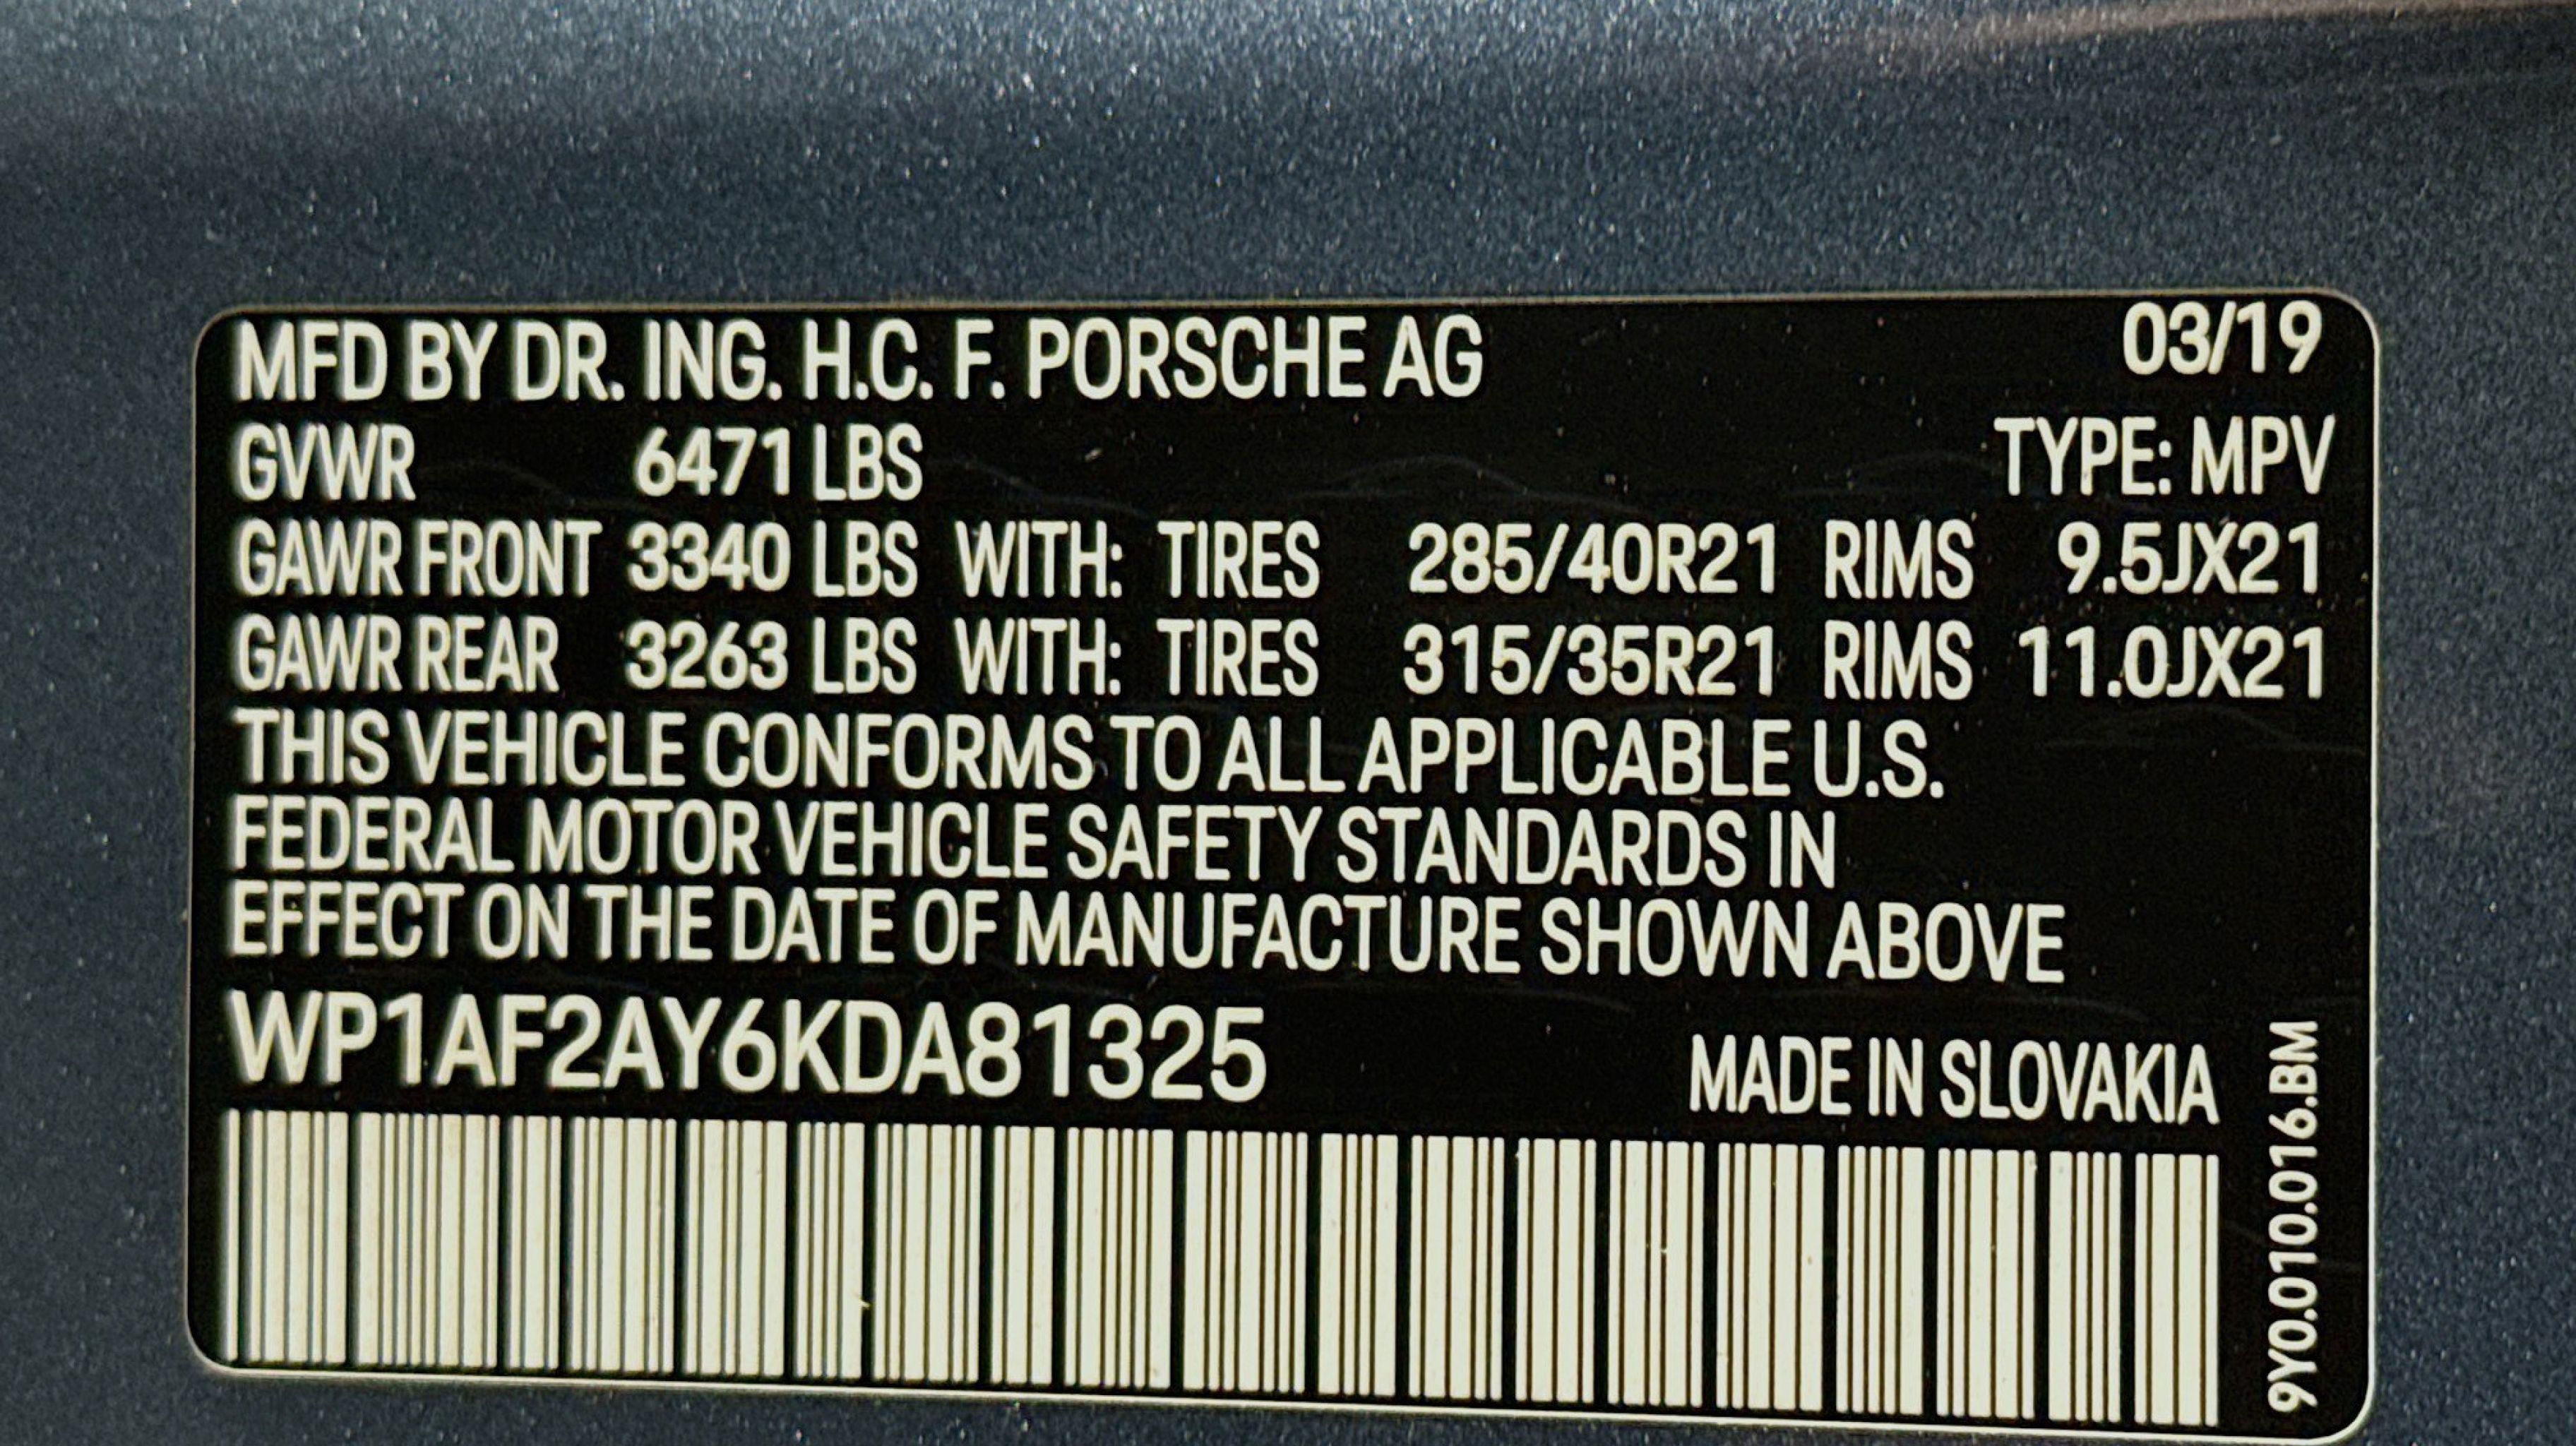 MFD BY DR. ING. H.C. F. PORSCHE AG 03/19
GVWR 6471 LBS TYPE: MPV
GAWR FRONT 3340 LBS WITH: TIRES 285/40R21 RIMS 9.5JX21
GAWR REAR 3263 LBS WITH: TIRES 315/35R21 RIMS 11.0JX21
THIS VEHICLE CONFORMS TO ALL APPLICABLE U.S.
FEDERAL MOTOR VEHICLE SAFETY STANDARDS IN
EFFECT ON THE DATE OF MANUFACTURE SHOWN ABOVE
WP1AF2AY6KDA81325
MADE IN SLOVAKIA
9Y0.010.016.BM